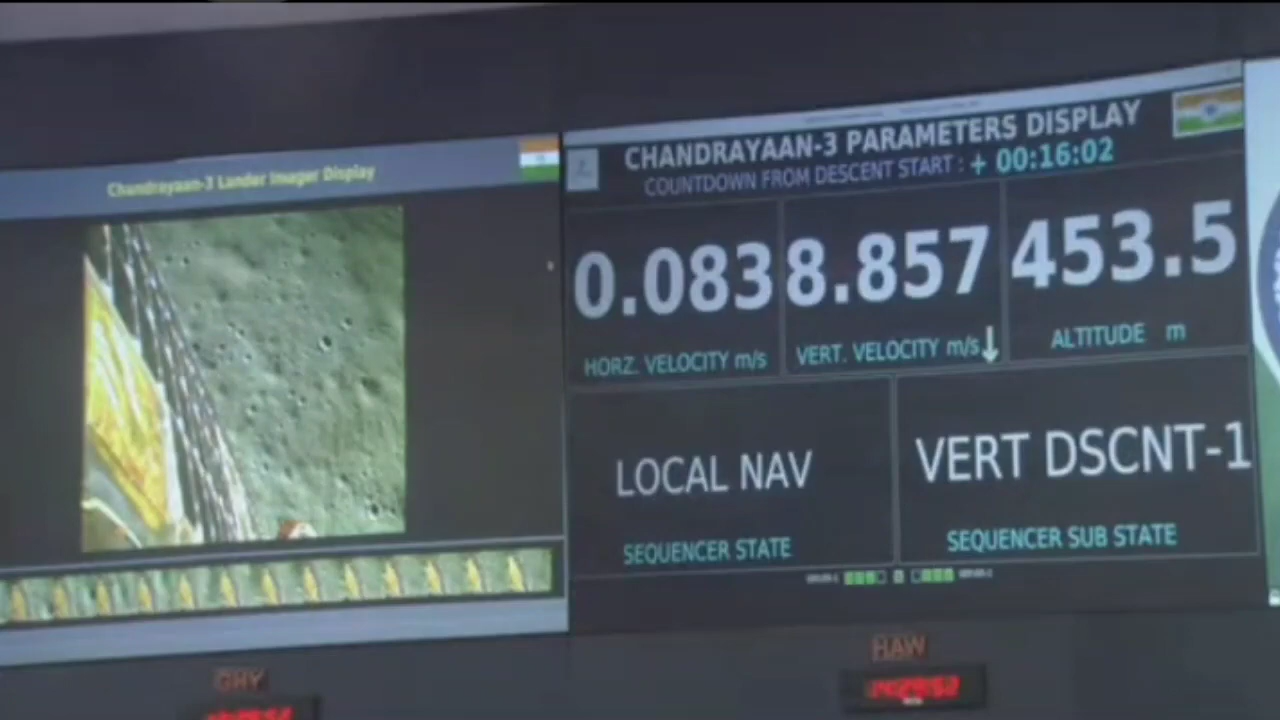 Chandrayaan-3 Lander Imager Display
CHANDRAYAAN-3 PARAMETERS DISPLAY
COUNTDOWN FROM DESCENT START : + 00:16:02
0.083 8.857 453.5
HORZ. VELOCITY m/s VERT. VELOCITY m/s ALTITUDE m
LOCAL NAV VERT DSCNT-1
SEQUENCER STATE SEQUENCER SUB STATE
HAW